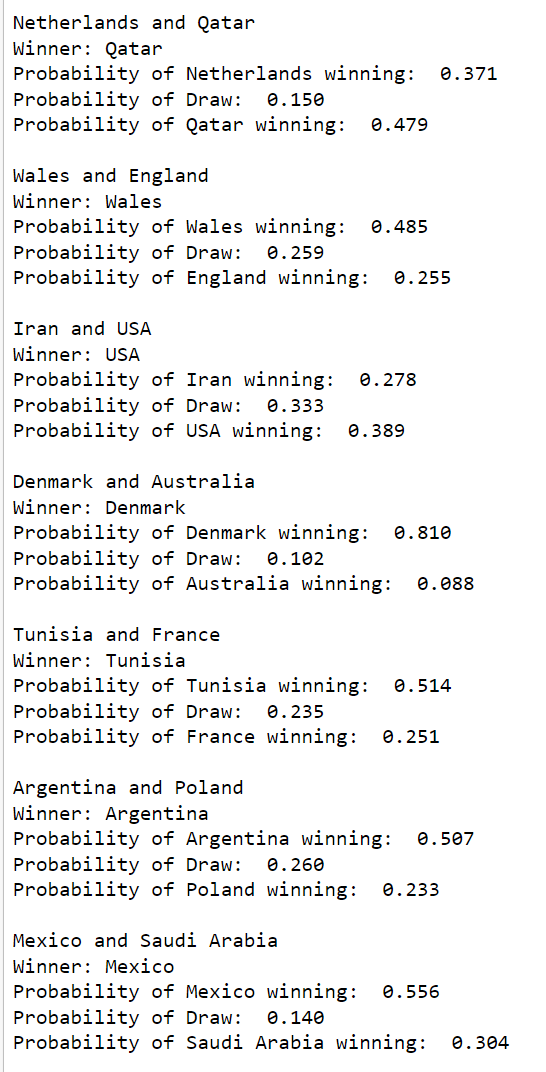 Netherlands and Qatar
Winner: Qatar
Probability of Netherlands winning:  0.371
Probability of Draw:  0.150
Probability of Qatar winning:  0.479
Wales and England
Winner: Wales
Probability of Wales winning:  0.485
Probability of Draw:  0.259
Probability of England winning:  0.255
Iran and USA
Winner: USA
Probability of Iran winning:  0.278
Probability of Draw:  0.333
Probability of USA winning:  0.389
Denmark and Australia
Winner: Denmark
Probability of Denmark winning:  0.810
Probability of Draw:  0.102
Probability of Australia winning:  0.088
Tunisia and France
Winner: Tunisia
Probability of Tunisia winning:  0.514
Probability of Draw:  0.235
Probability of France winning:  0.251
Argentina and Poland
Winner: Argentina
Probability of Argentina winning:  0.507
Probability of Draw:  0.260
Probability of Poland winning:  0.233
Mexico and Saudi Arabia
Winner: Mexico
Probability of Mexico winning:  0.556
Probability of Draw:  0.140
Probability of Saudi Arabia winning:  0.304